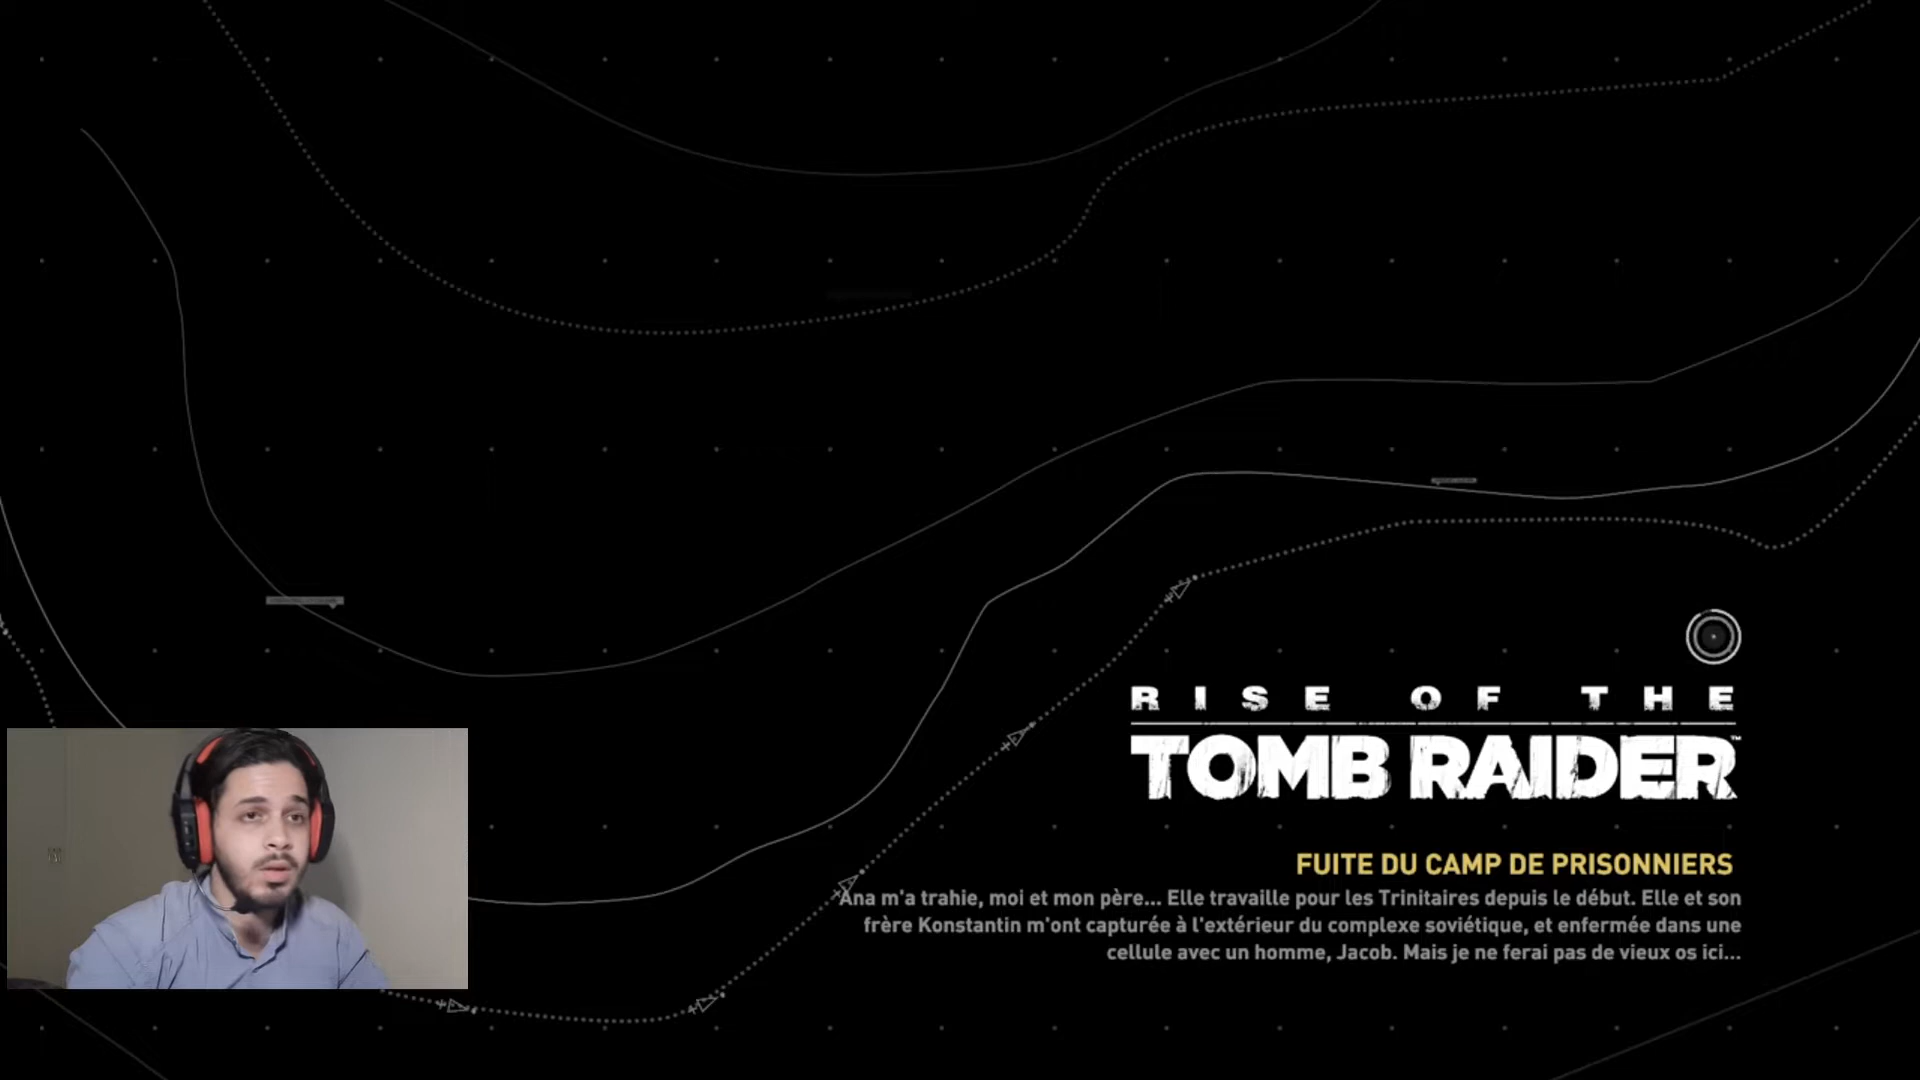 RISE OF THE
TOMB RAIDER™
FUITE DU CAMP DE PRISONNIERS
Ana m'a trahie, moi et mon père... Elle travaille pour les Trinitaires depuis le début. Elle et son
frère Konstantin m'ont capturée à l'extérieur du complexe soviétique, et enfermée dans une
cellule avec un homme, Jacob. Mais je ne ferai pas de vieux os ici...